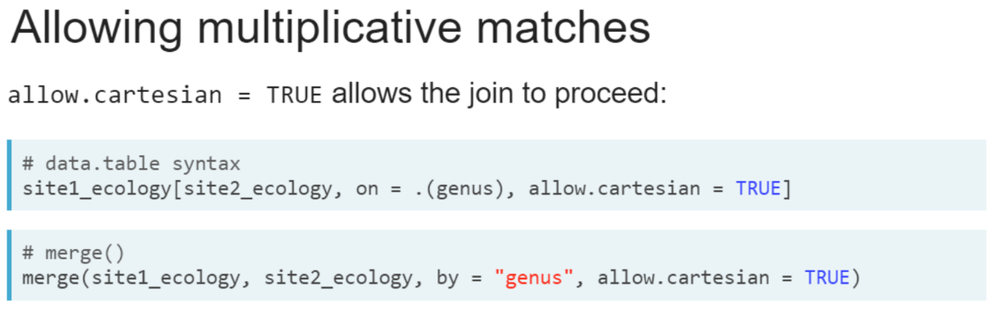 Allowing multiplicative matches
allow.cartesian = TRUE allows the join to proceed:
# data.table syntax
site1_ecology[site2_ecology, on = .(genus), allow.cartesian = TRUE]
# merge()
merge(site1_ecology, site2_ecology, by = "genus", allow.cartesian = TRUE)